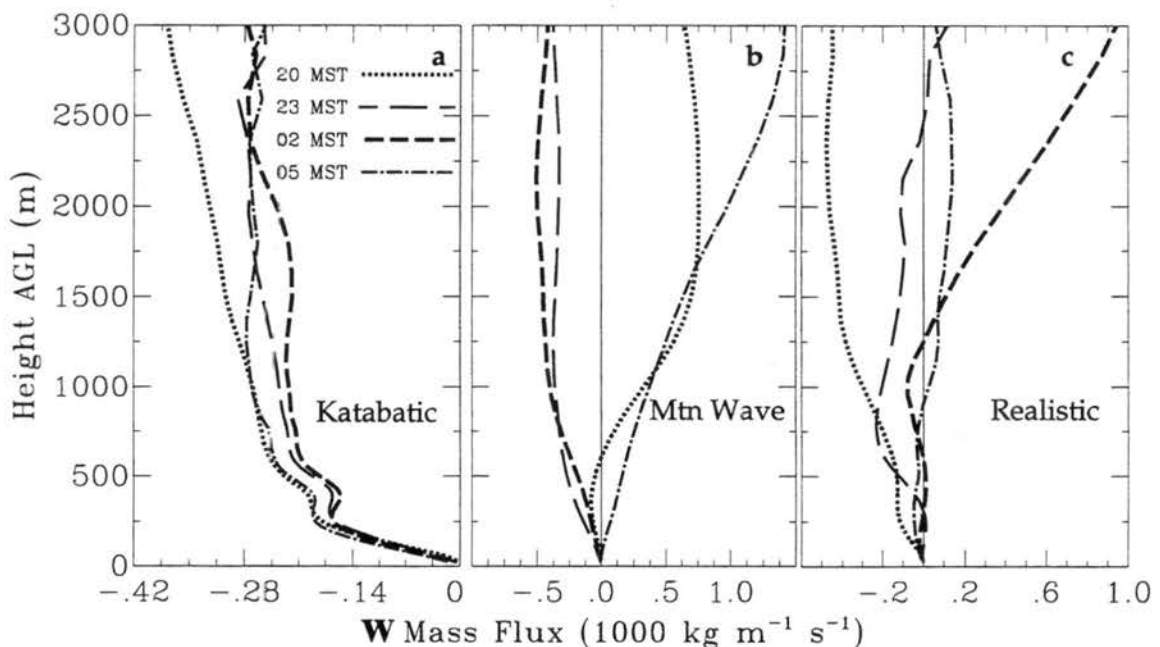 Height AGL (m)
3000
2500
2000
1500
1000
500
0
a
20 MST
23 MST
02 MST
05 MST
Katabatic
-.42 -.28 -.14 0
b
Mtn Wave
-.5 .0 .5 1.0
c
Realistic
-.2 .2 .6 1.0
W Mass Flux (1000 kg m⁻¹ s⁻¹)